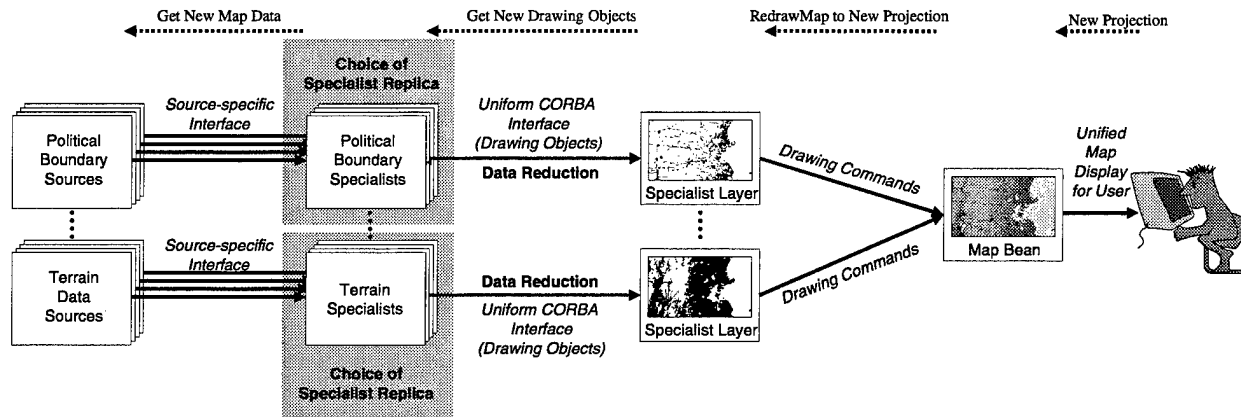 Get New Map Data
Get New Drawing Objects
RedrawMap to New Projection
New Projection
Choice of
Specialist Replica
Source-specific
Interface
Political
Boundary
Sources
Political
Boundary
Specialists
Uniform CORBA
Interface
(Drawing Objects)
Data Reduction
Specialist Layer
Drawing Commands
Unified
Map
Display
for User
Map Bean
Source-specific
Interface
Terrain
Data
Sources
Terrain
Specialists
Data Reduction
Uniform CORBA
Interface
(Drawing Objects)
Specialist Layer
Drawing Commands
Choice of
Specialist Replica